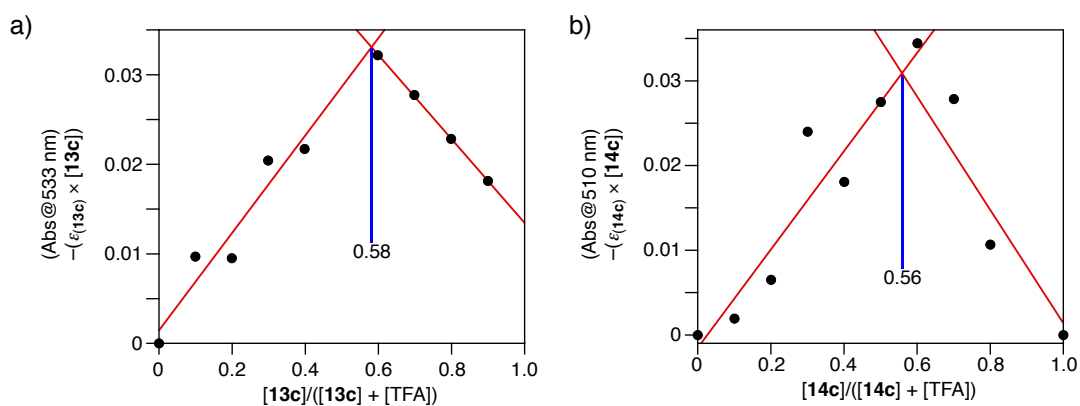 a)
(Abs@533 nm)
–(ε(13c) × [13c])
0.03
0.02
0.01
0
0.58
0 0.2 0.4 0.6 0.8 1.0
[13c]/([13c] + [TFA])
b)
(Abs@510 nm)
–(ε(14c) × [14c])
0.03
0.02
0.01
0
0.56
0 0.2 0.4 0.6 0.8 1.0
[14c]/([14c] + [TFA])